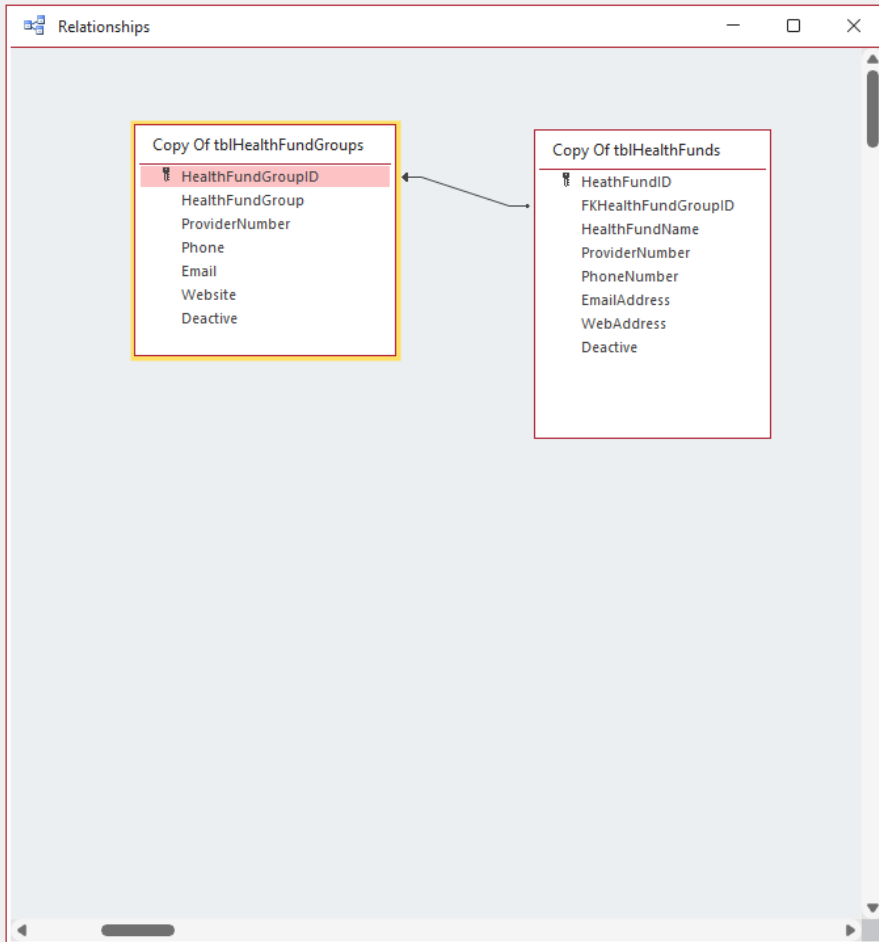 Relationships
Copy Of tblHealthFundGroups
HealthFundGroupID
HealthFundGroup
ProviderNumber
Phone
Email
Website
Deactive
Copy Of tblHealthFunds
HeathFundID
FKHealthFundGroupID
HealthFundName
ProviderNumber
PhoneNumber
EmailAddress
WebAddress
Deactive